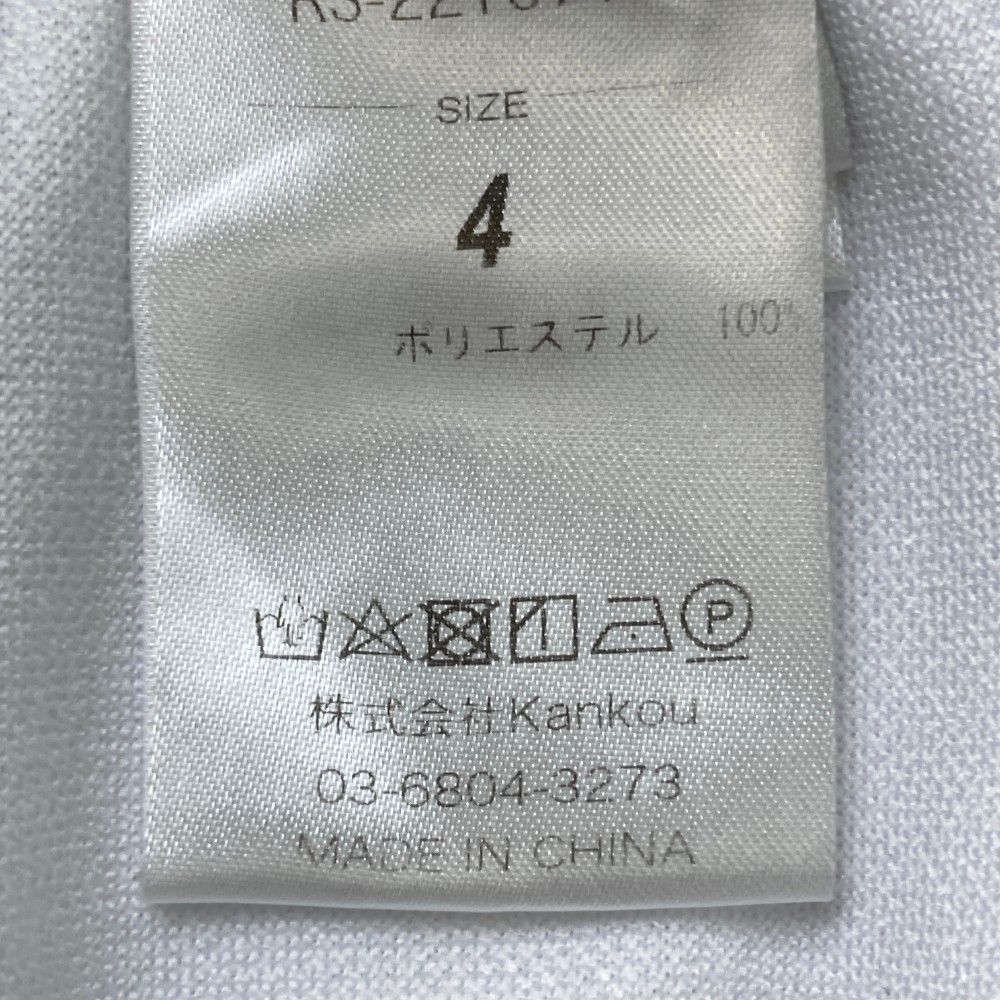 SIZE
4
ポリエステル 100%
P
株式会社Kankou
03-6804-3273
MADE IN CHINA